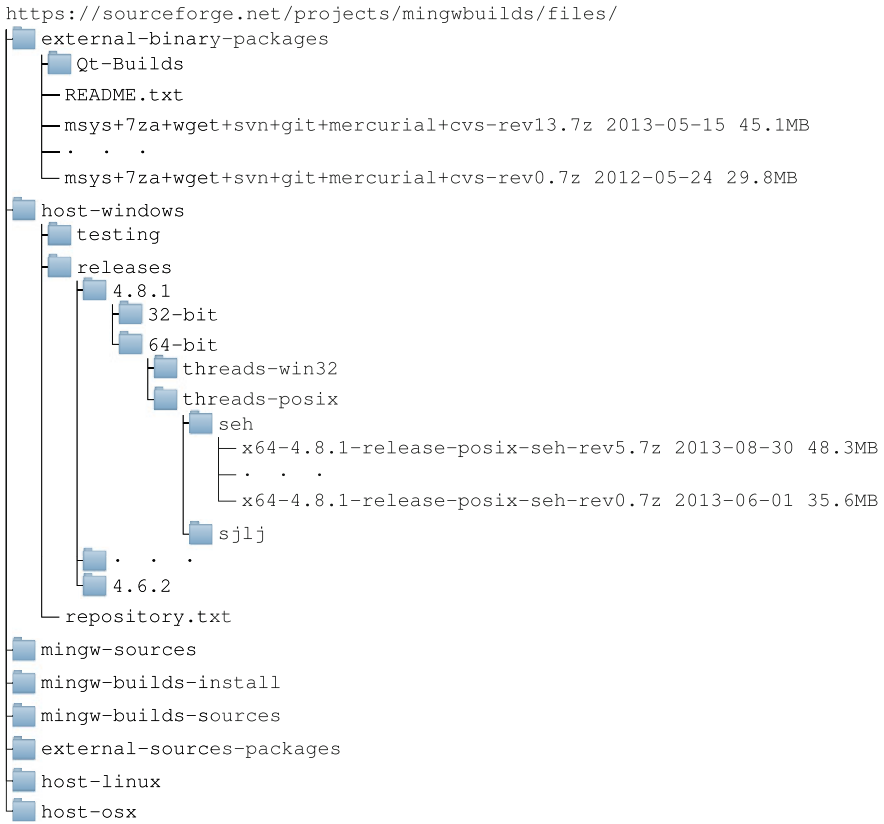 https://sourceforge.net/projects/mingwbuilds/files/
external-binary-packages
Qt-Builds
README.txt
msys+7za+wget+svn+git+mercurial+cvs-rev13.7z 2013-05-15 45.1MB
. . .
msys+7za+wget+svn+git+mercurial+cvs-rev0.7z 2012-05-24 29.8MB
host-windows
testing
releases
4.8.1
32-bit
64-bit
threads-win32
threads-posix
seh
x64-4.8.1-release-posix-seh-rev5.7z 2013-08-30 48.3MB
. . .
x64-4.8.1-release-posix-seh-rev0.7z 2013-06-01 35.6MB
sjlj
. . .
4.6.2
repository.txt
mingw-sources
mingw-builds-install
mingw-builds-sources
external-sources-packages
host-linux
host-osx